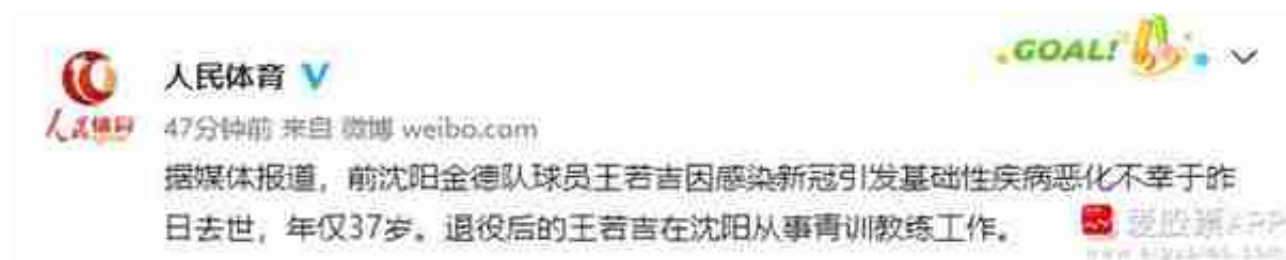 GOAL!
人民体育
47分钟前 来自 微博 weibo.com
据媒体报道，前沈阳金德队球员王若吉因感染新冠引发基础性疾病恶化不幸于昨
日去世，年仅37岁。退役后的王若吉在沈阳从事青训教练工作。